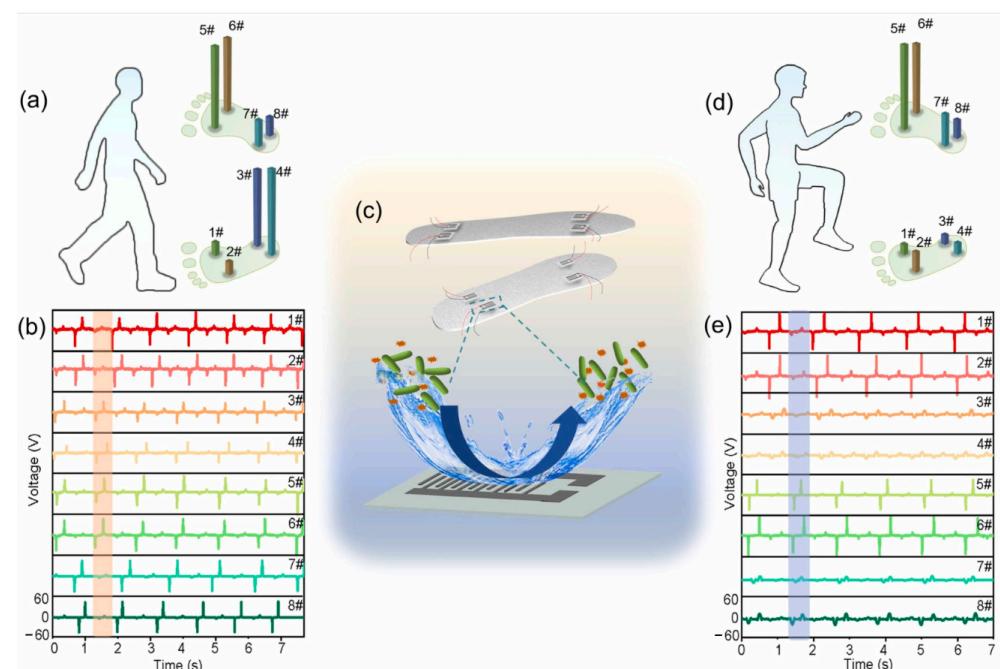 (a)
5# 6#
7# 8#
3# 4#
1#
2#
(b)
1#
2#
3#
4#
5#
6#
7#
8#
Voltage (V)
60
0
−60
0 1 2 3 4 5 6 7
Time (s)
(c)
(d)
5# 6#
7#
8#
3#
1# 2# 4#
(e)
1#
2#
3#
4#
5#
6#
7#
8#
Voltage (V)
60
0
−60
0 1 2 3 4 5 6 7
Time (s)